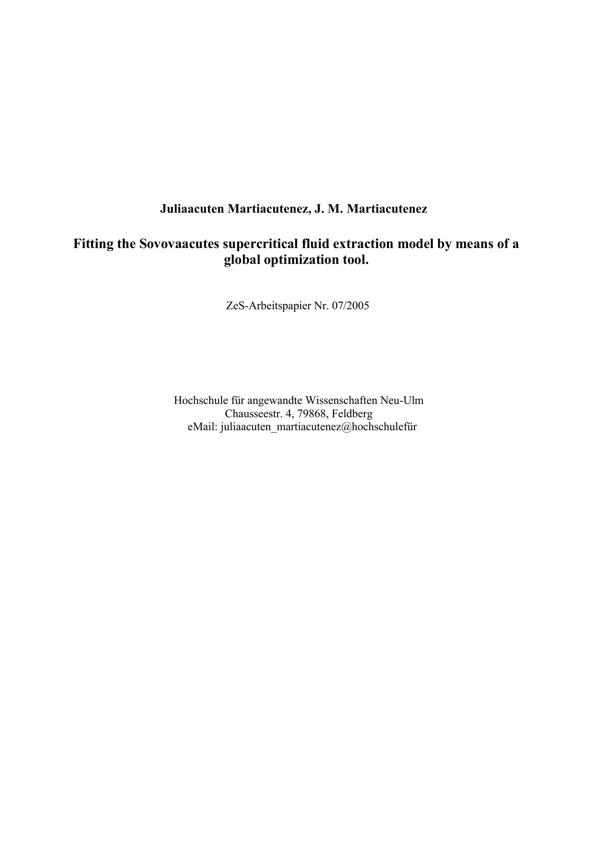 Juliaacuten Martiacutenez, J. M. Martiacutenez
Fitting the Sovovaacutes supercritical fluid extraction model by means of a
global optimization tool.
ZeS-Arbeitspapier Nr. 07/2005
Hochschule für angewandte Wissenschaften Neu-Ulm
Chausseestr. 4, 79868, Feldberg
eMail: juliaacuten_martiacutenez@hochschulefür